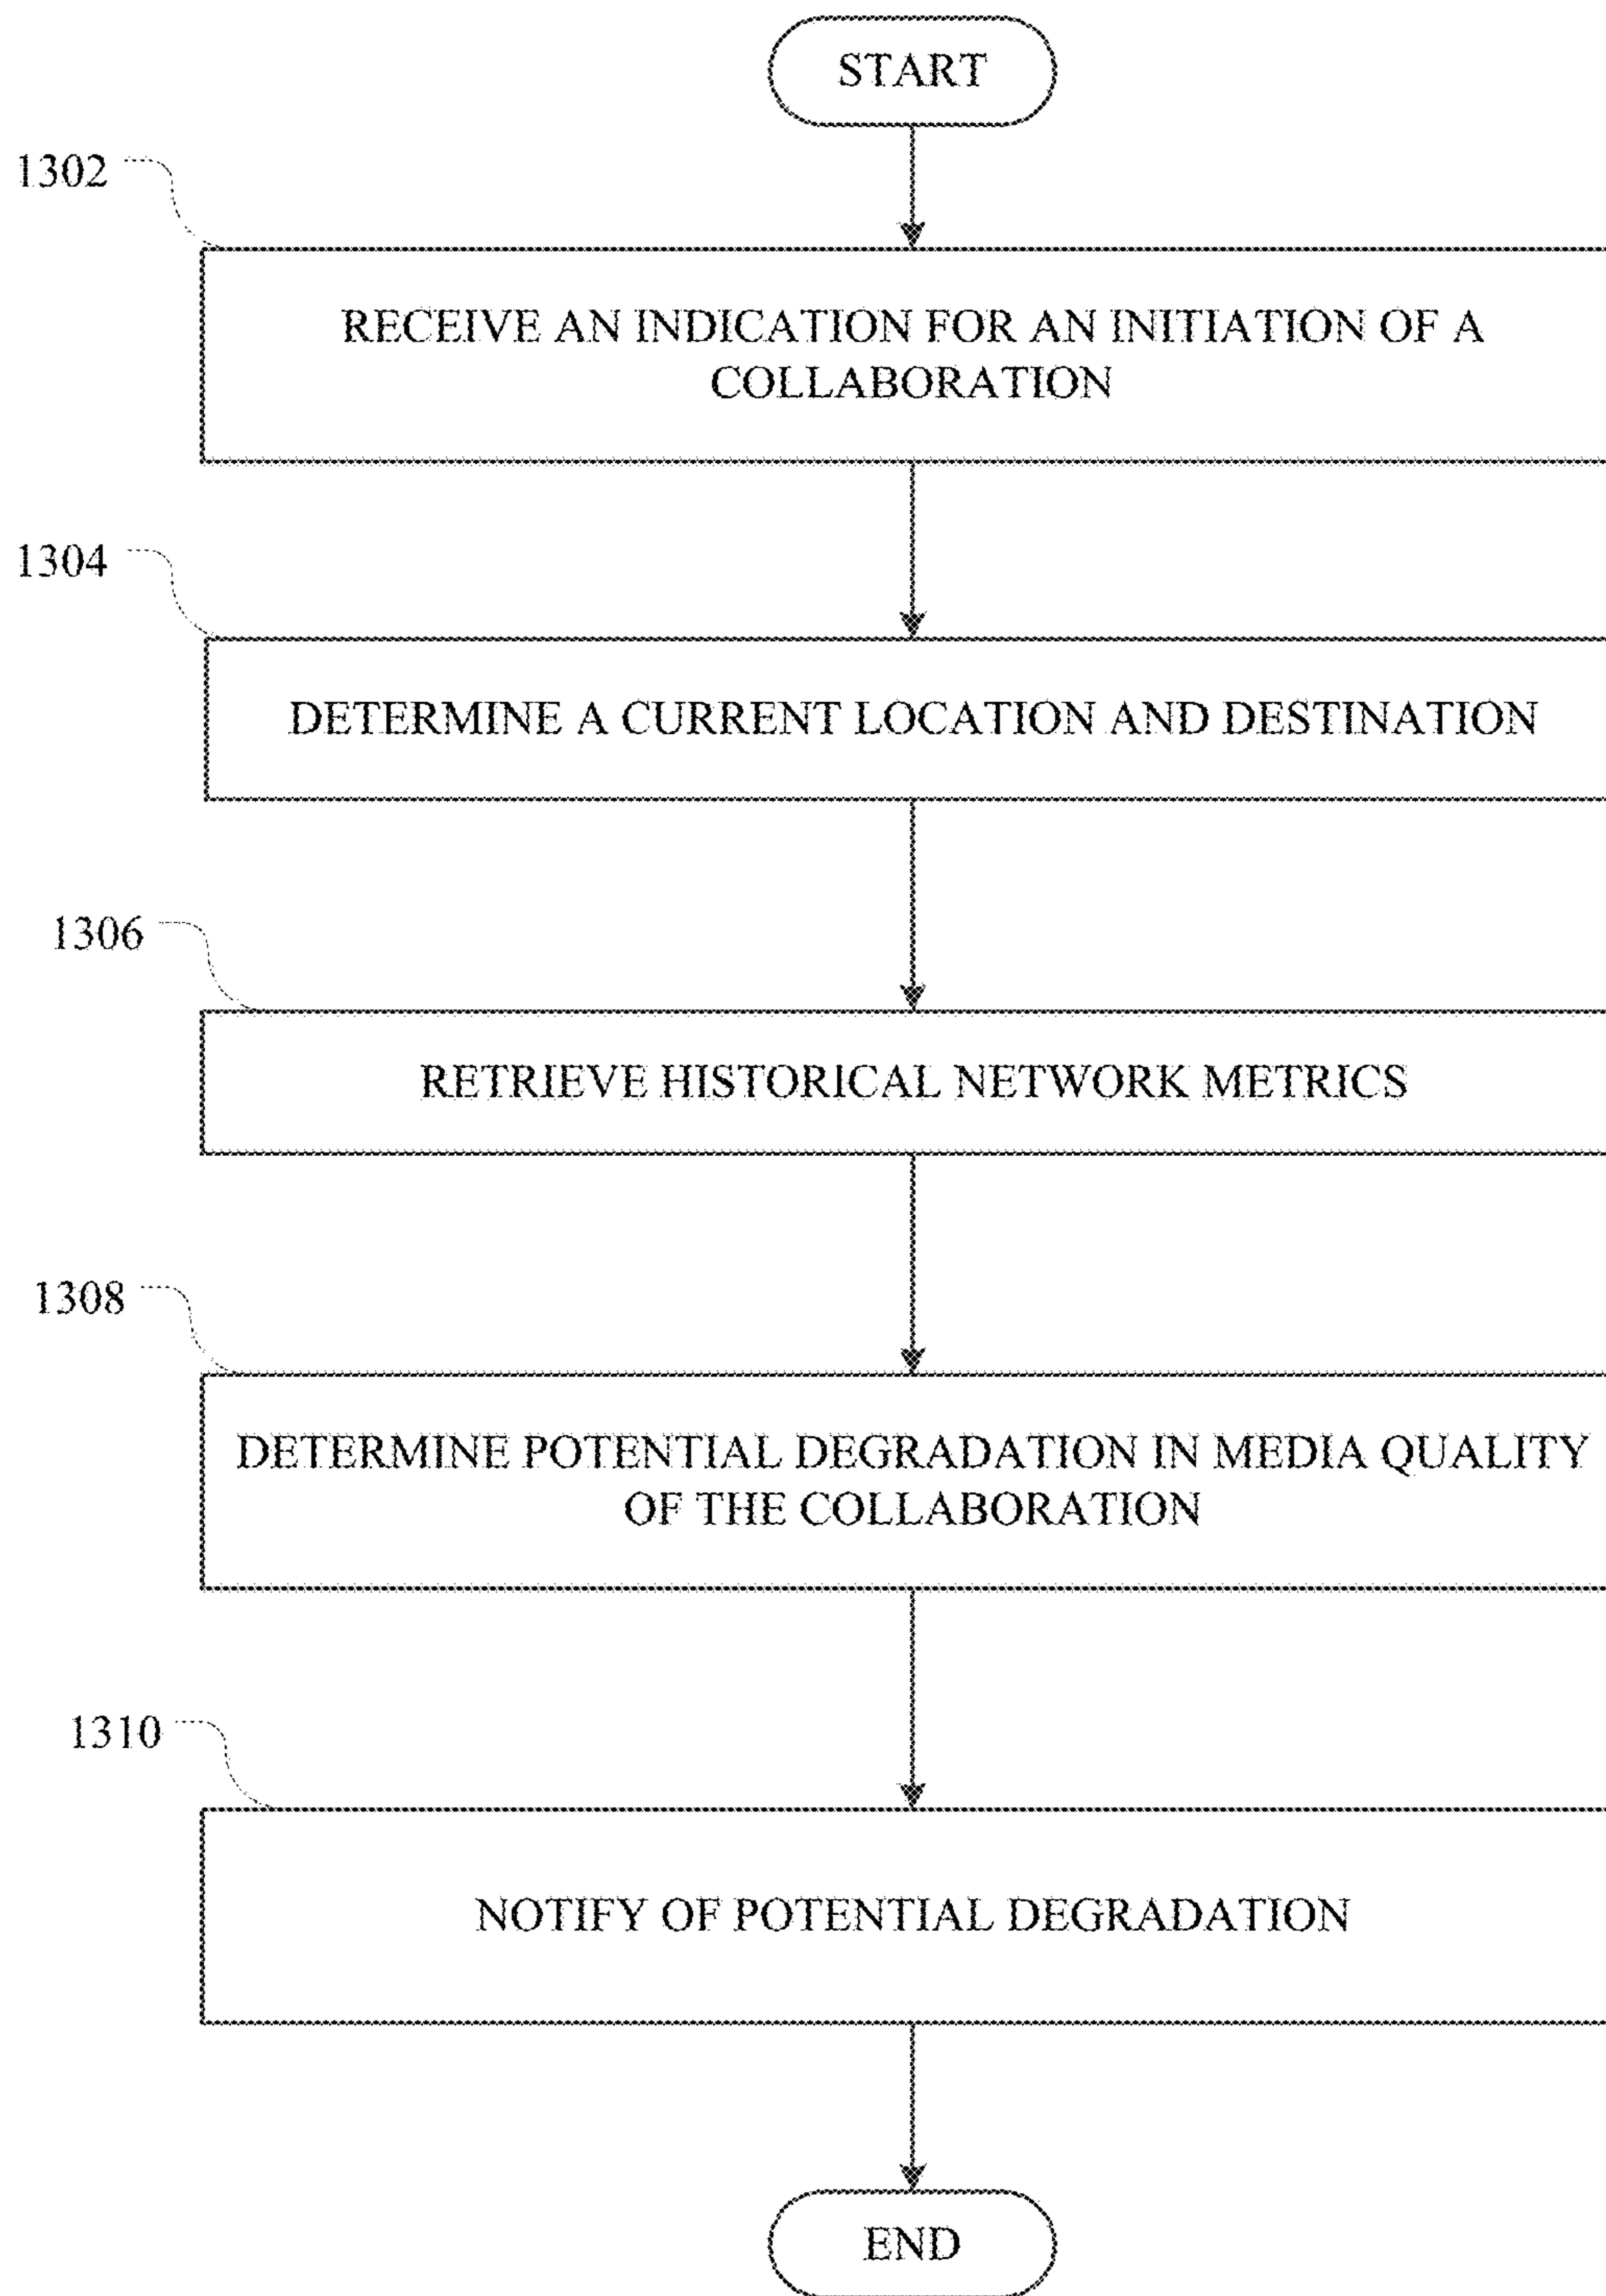 START
1302
RECEIVE AN INDICATION FOR AN INITIATION OF A
COLLABORATION
1304
DETERMINE A CURRENT LOCATION AND DESTINATION
1306
RETRIEVE HISTORICAL NETWORK METRICS
1308
DETERMINE POTENTIAL DEGRADATION IN MEDIA QUALITY
OF THE COLLABORATION
1310
NOTIFY OF POTENTIAL DEGRADATION
END